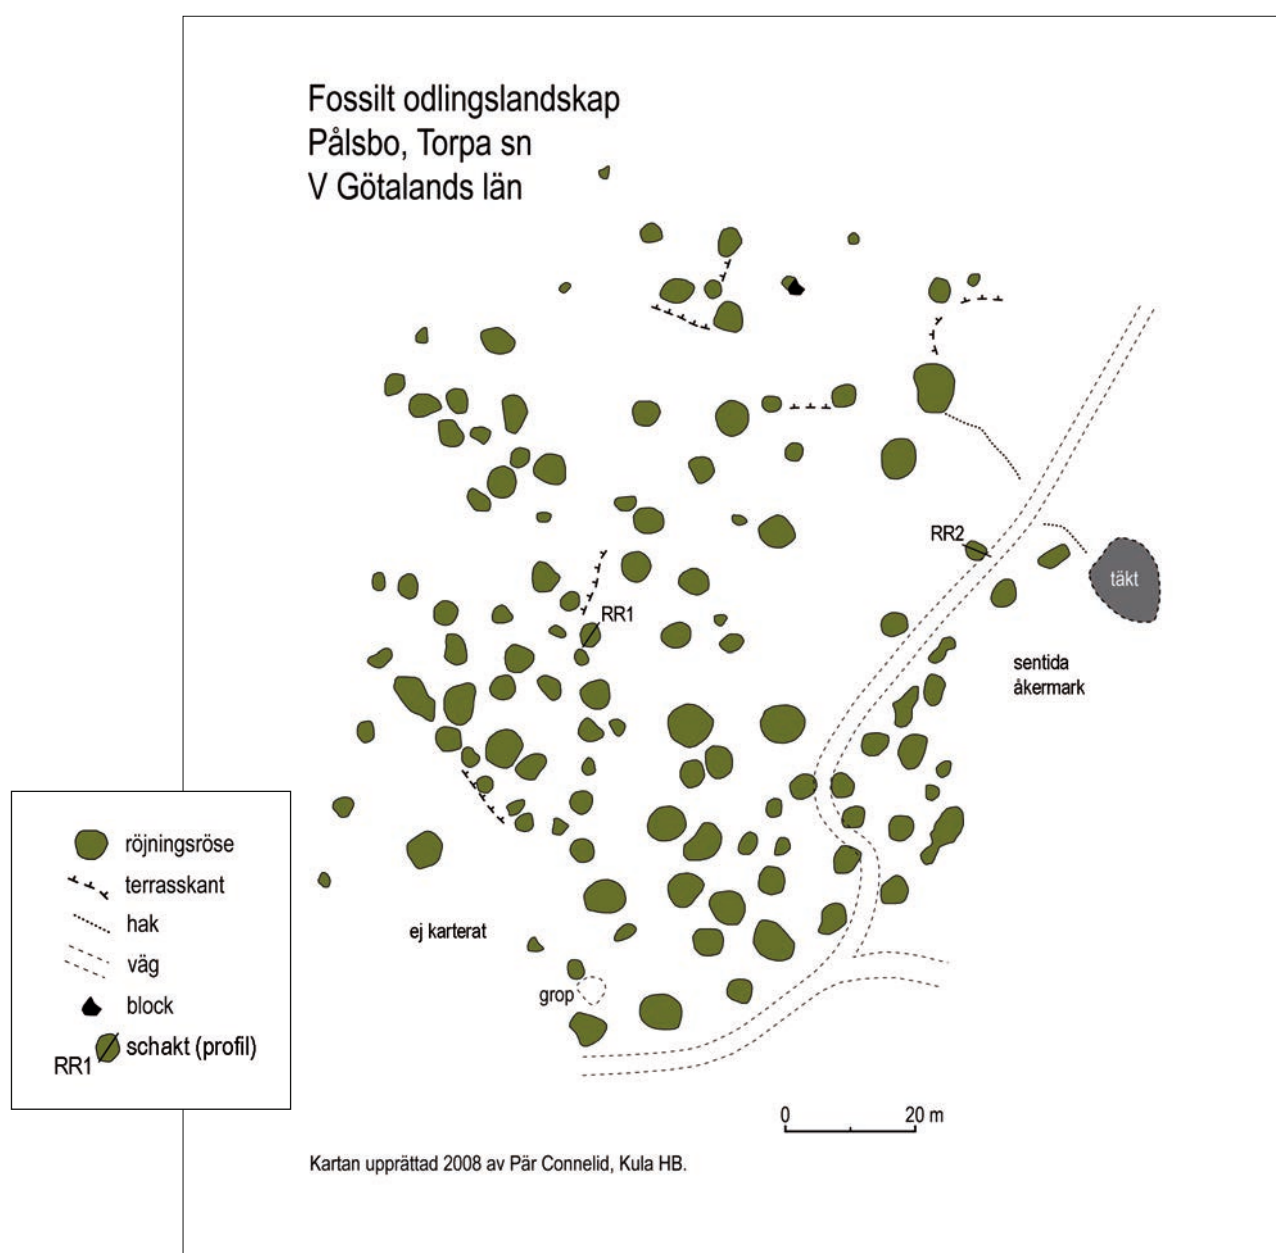 Fossilt odlingslandskap
Pålsbo, Torpa sn
V Götalands län
RR2
täkt
RR1
sentida
åkermark
röjningsröse
terrasskant
hak
väg
block
RR1 schakt (profil)
ej karterat
grop
0 20 m
Kartan upprättad 2008 av Pär Connelid, Kula HB.